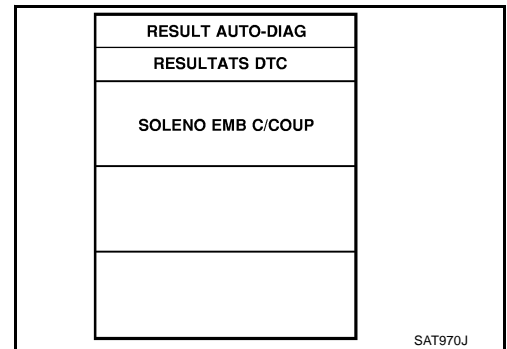 RESULT AUTO-DIAG
RESULTATS DTC
SOLENO EMB C/COUP
SAT970J